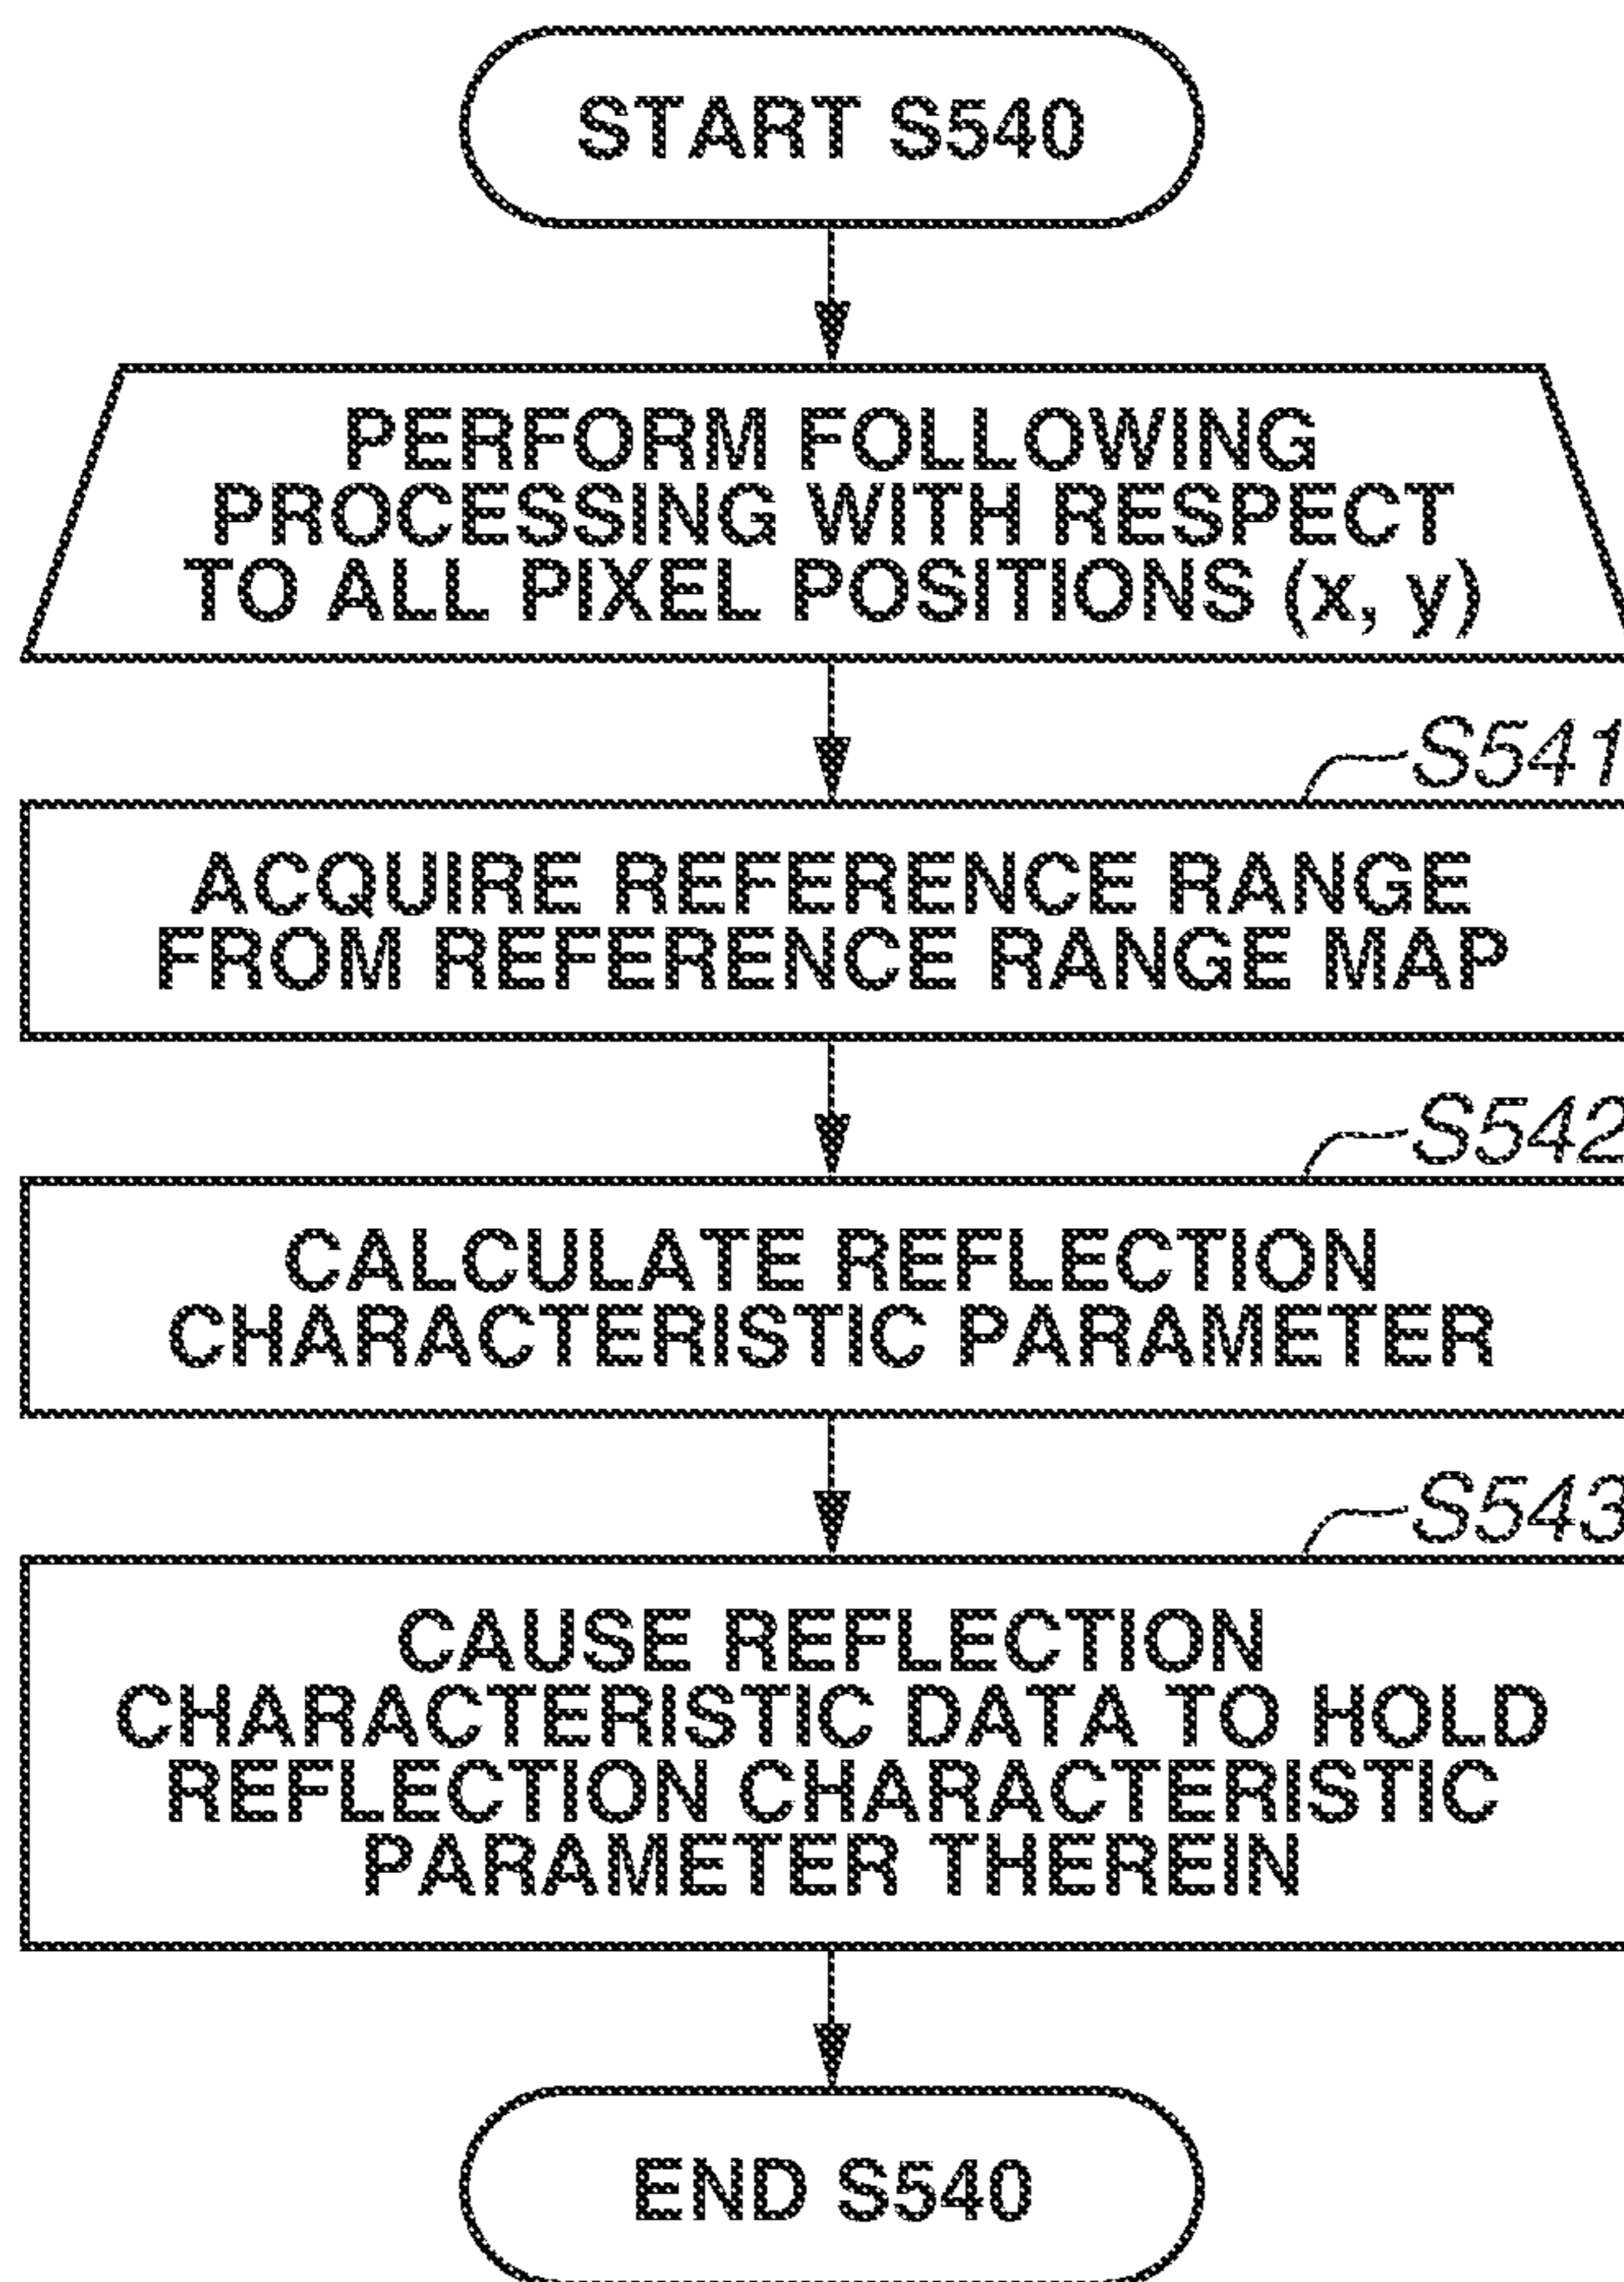 START S540
PERFORM FOLLOWING
PROCESSING WITH RESPECT
TO ALL PIXEL POSITIONS (x, y)
S541
ACQUIRE REFERENCE RANGE
FROM REFERENCE RANGE MAP
S542
CALCULATE REFLECTION
CHARACTERISTIC PARAMETER
S543
CAUSE REFLECTION
CHARACTERISTIC DATA TO HOLD
REFLECTION CHARACTERISTIC
PARAMETER THEREIN
END S540